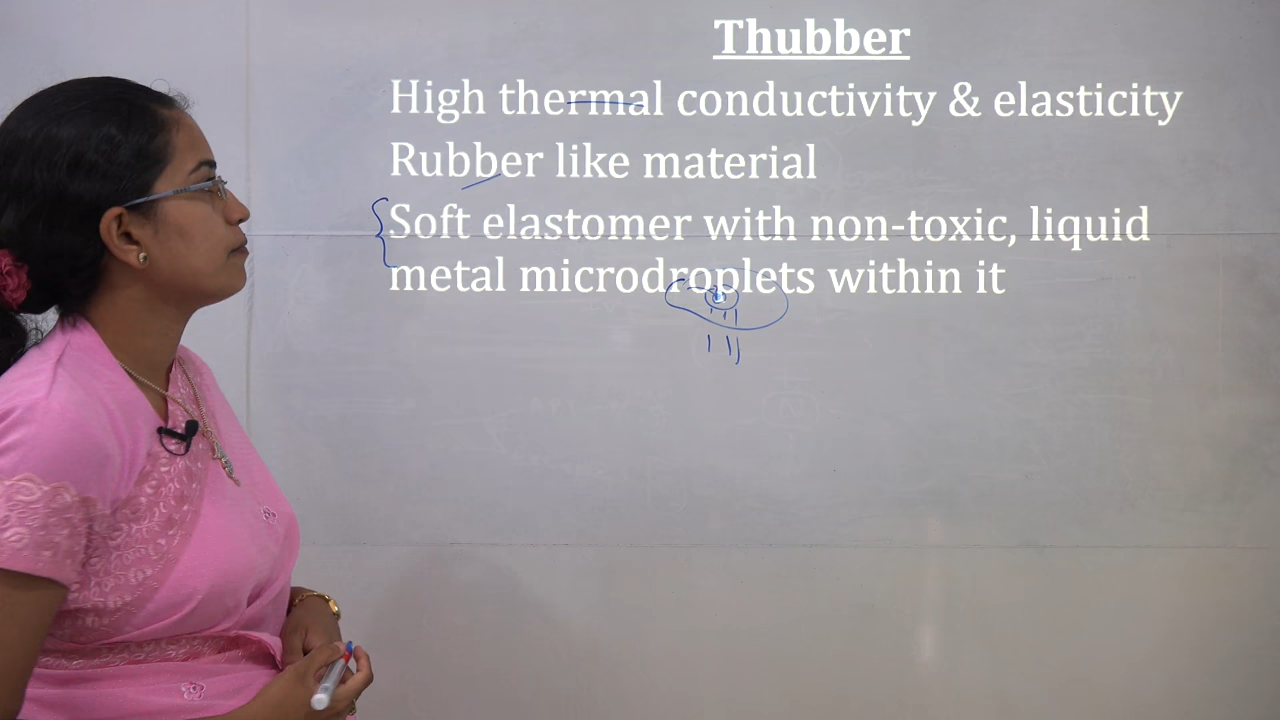 Thubber
High thermal conductivity & elasticity
Rubber like material
Soft elastomer with non-toxic, liquid
metal microdroplets within it